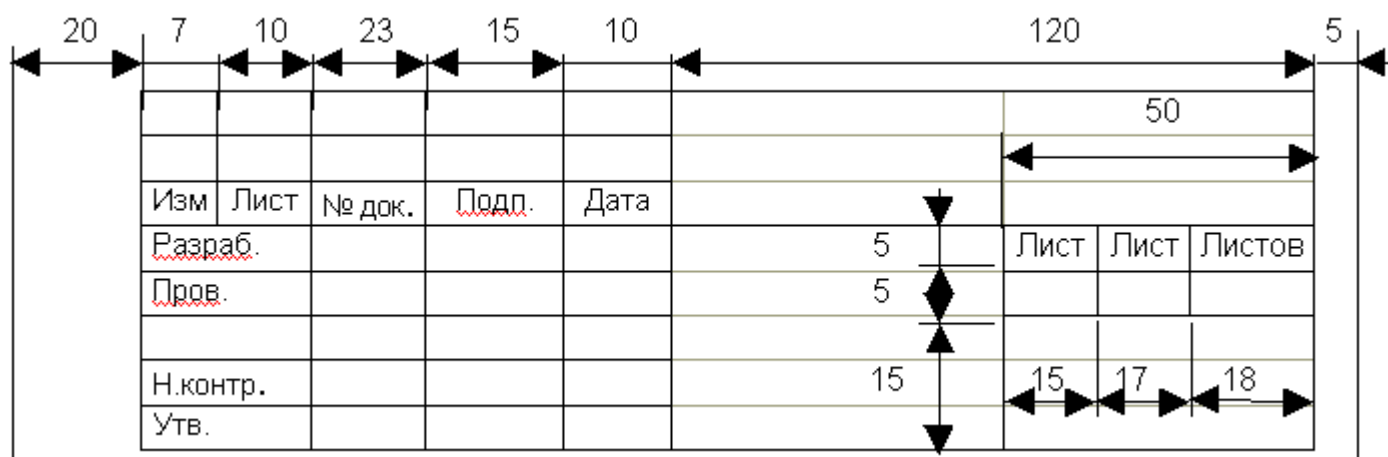 20 7 10 23 15 10 120 5
50
Изм Лист № док. Подп. Дата
Разраб. 5 Лист Лист Листов
Пров. 5
Н.контр. 15 15 17 18
Утв.